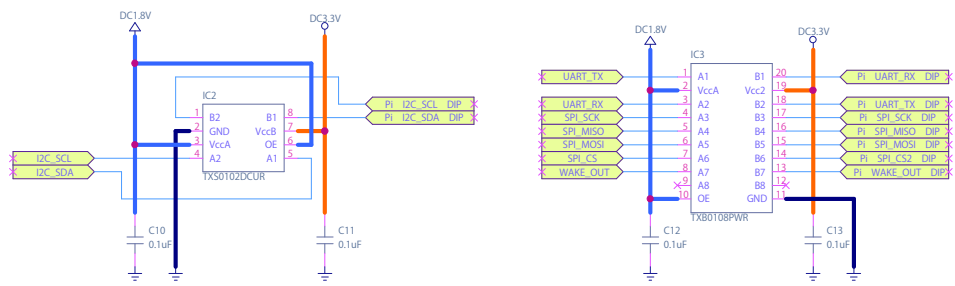 DC1.8V
DC3.3V
IC2
1 B2 B1 8
2 GND VccB 7
3 VccA OE 6
4 A2 A1 5
TXS0102DCUR
Pi I2C_SCL DIP
Pi I2C_SDA DIP
I2C_SCL
I2C_SDA
C10
0.1uF
C11
0.1uF
DC1.8V
DC3.3V
IC3
UART_TX 1 A1 B1 20 Pi UART_RX DIP
2 VccA Vcc2 19
UART_RX 3 A2 B2 18 Pi UART_TX DIP
SPI_SCK 4 A3 B3 17 Pi SPI_SCK DIP
SPI_MISO 5 A4 B4 16 Pi SPI_MISO DIP
SPI_MOSI 6 A5 B5 15 Pi SPI_MOSI DIP
SPI_CS 7 A6 B6 14 Pi SPI_CS2 DIP
WAKE_OUT 8 A7 B7 13 Pi WAKE_OUT DIP
9 A8 B8 12
10 OE GND 11
TXB0108PWR
C12
0.1uF
C13
0.1uF